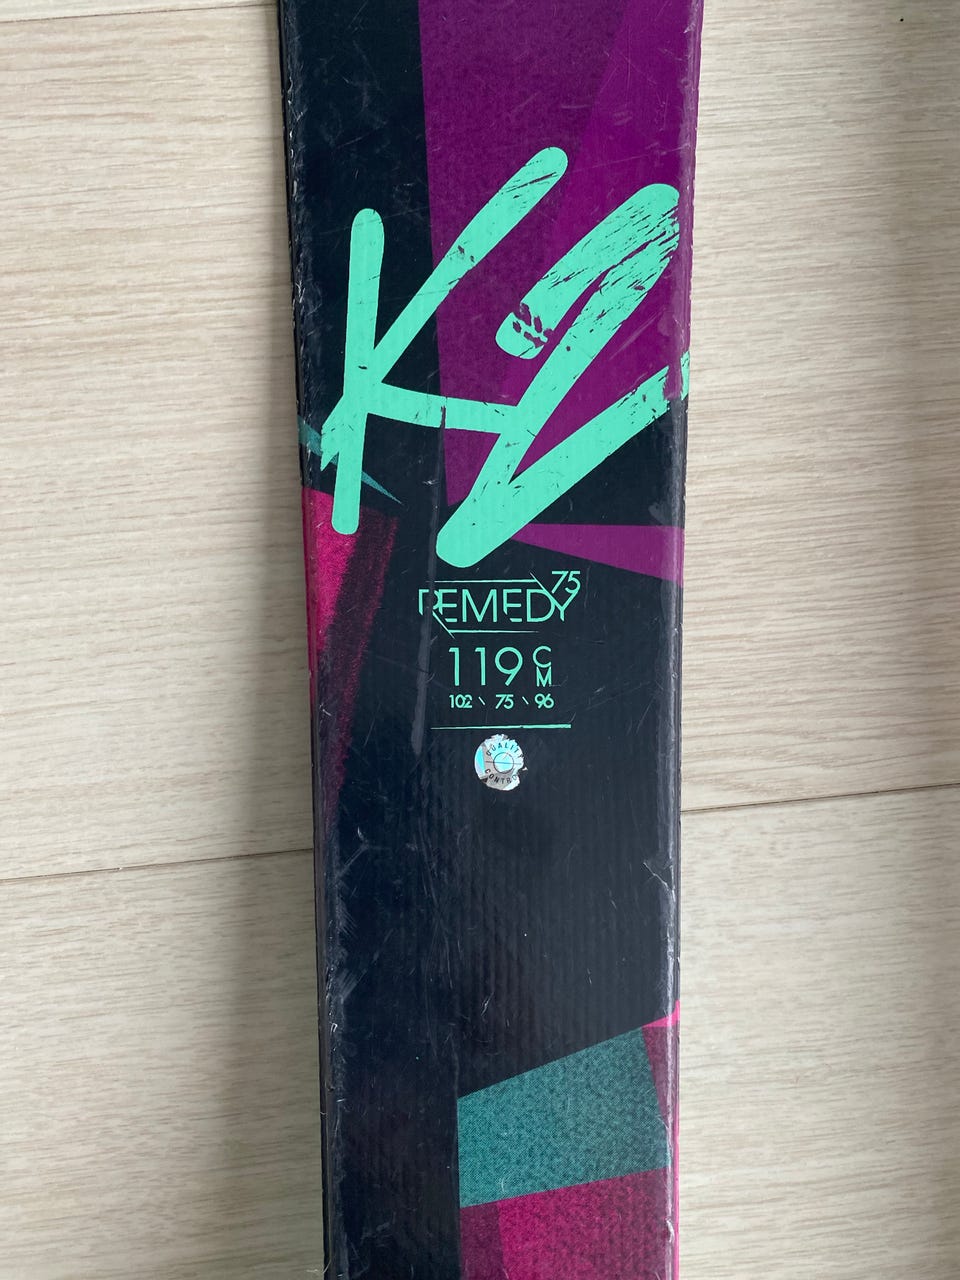 K2
REMEDY 75
119 CM
102 \ 75 \ 96
QUALITY
CONTROL